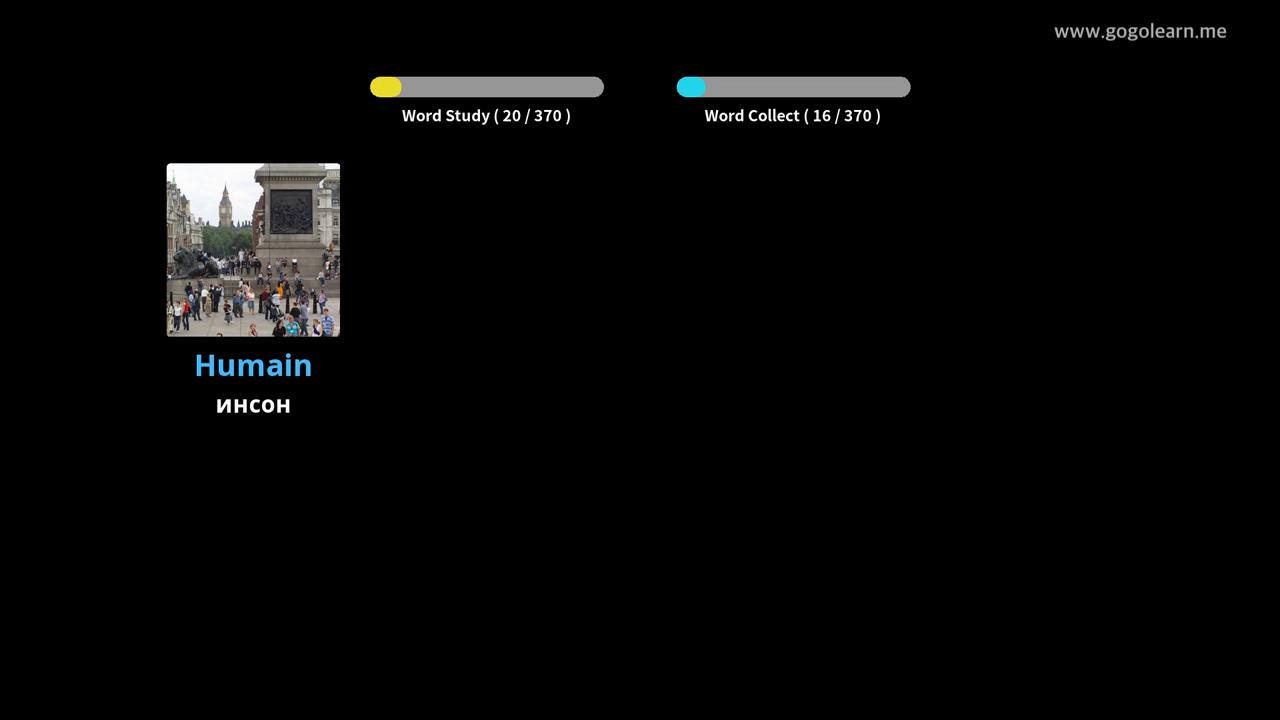 www.gogolearn.me
Word Study ( 20 / 370 )
Word Collect ( 16 / 370 )
Humain
инсон